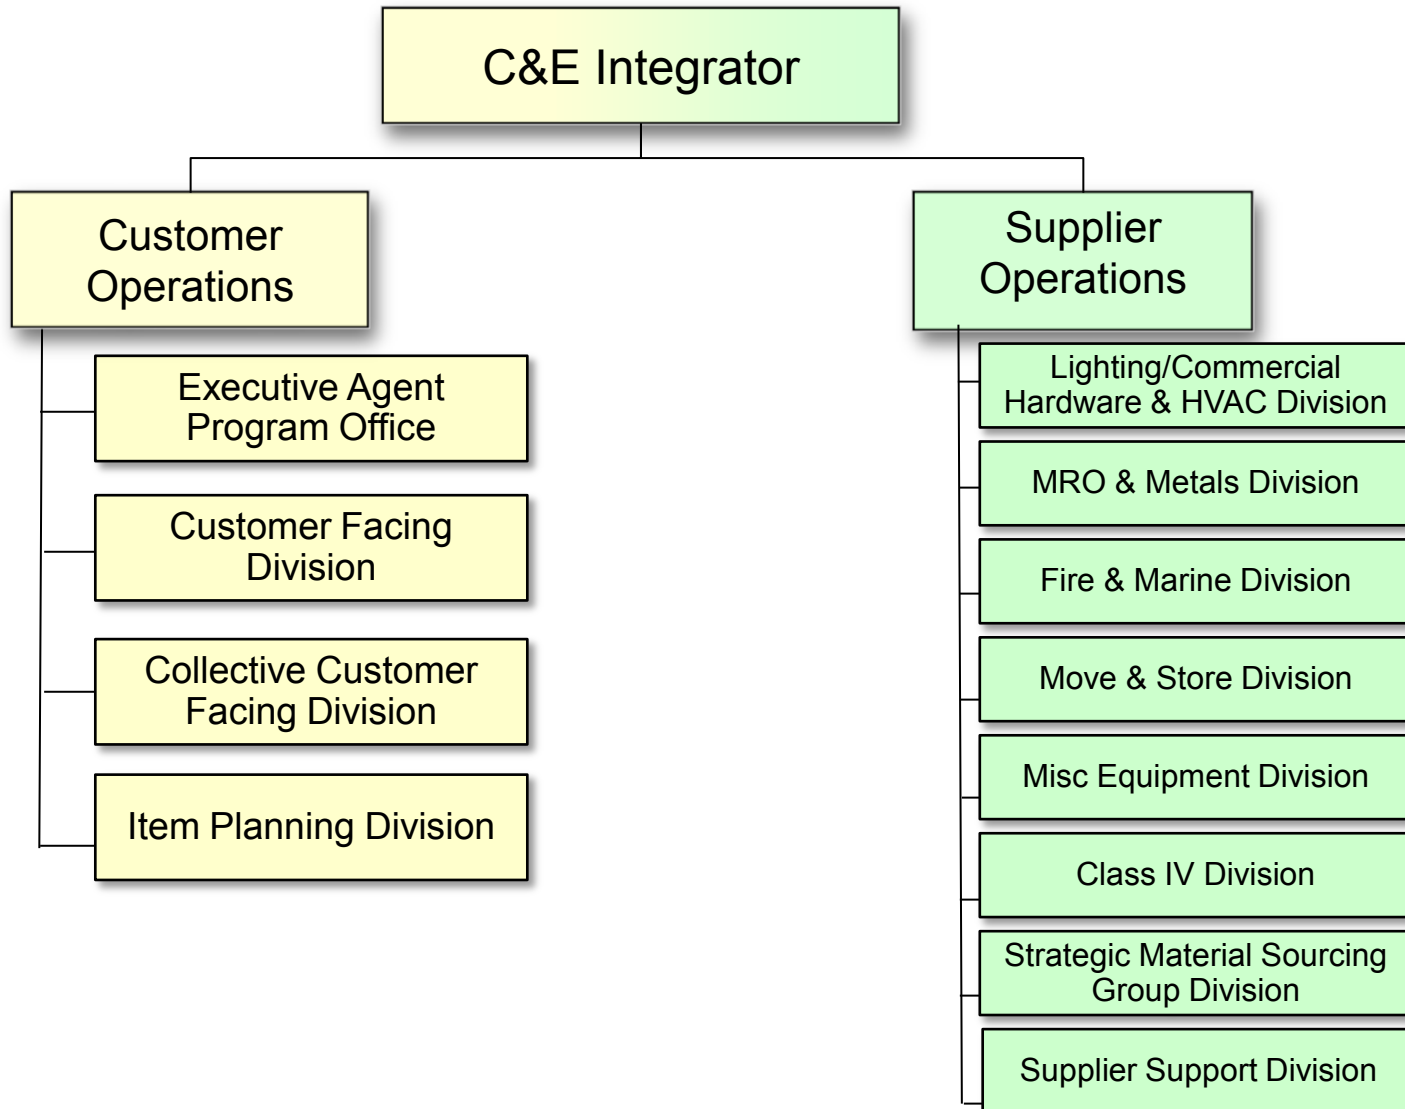 C&E Integrator
Customer
Operations
Executive Agent
Program Office
Customer Facing
Division
Collective Customer
Facing Division
Item Planning Division
Supplier
Operations
Lighting/Commercial
Hardware & HVAC Division
MRO & Metals Division
Fire & Marine Division
Move & Store Division
Misc Equipment Division
Class IV Division
Strategic Material Sourcing
Group Division
Supplier Support Division